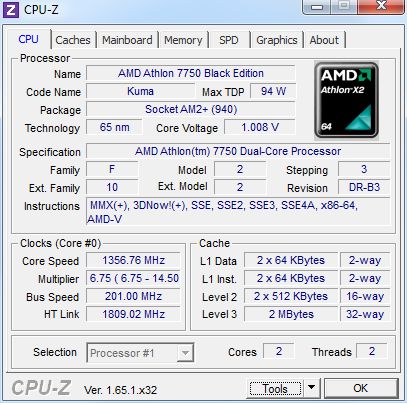 CPU-Z
CPU Caches Mainboard Memory SPD Graphics About
Processor
Name AMD Athlon 7750 Black Edition
Code Name Kuma Max TDP 94 W
Package Socket AM2+ (940)
Technology 65 nm Core Voltage 1.008 V
AMD
Athlon X2
64
Specification AMD Athlon(tm) 7750 Dual-Core Processor
Family F Model 2 Stepping 3
Ext. Family 10 Ext. Model 2 Revision DR-B3
Instructions MMX(+), 3DNow!(+), SSE, SSE2, SSE3, SSE4A, x86-64,
AMD-V
Clocks (Core #0)
Core Speed 1356.76 MHz
Multiplier 6.75 ( 6.75 - 14.50
Bus Speed 201.00 MHz
HT Link 1809.02 MHz
Cache
L1 Data 2 x 64 KBytes 2-way
L1 Inst. 2 x 64 KBytes 2-way
Level 2 2 x 512 KBytes 16-way
Level 3 2 MBytes 32-way
Selection Processor #1 Cores 2 Threads 2
CPU-Z Ver. 1.65.1.x32 Tools OK